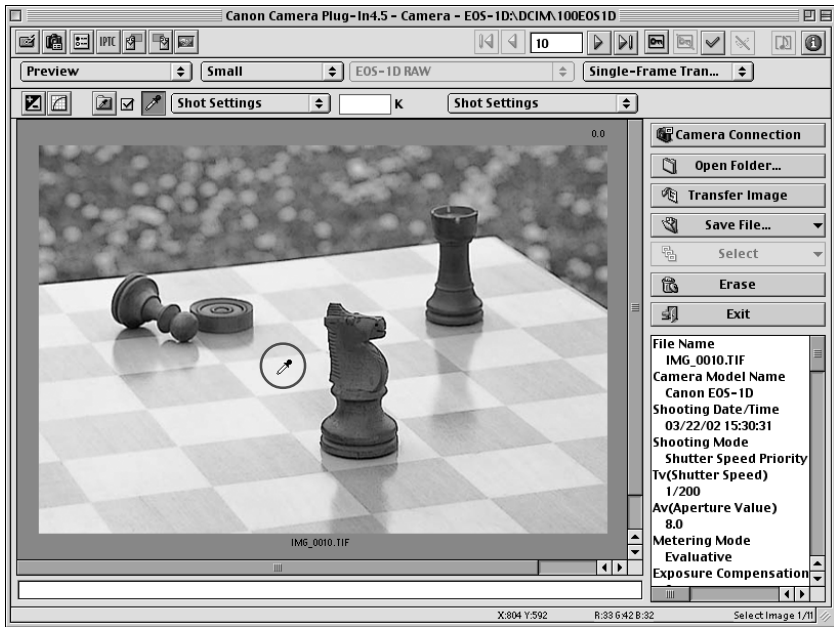 Canon Camera Plug-In4.5 - Camera - EOS-1D:\DCIM\100EOS1D
IPTC
10
Preview
Small
EOS-1D RAW
Single-Frame Tran...
Shot Settings
K
Shot Settings
0.0
IMG_0010.TIF
Camera Connection
Open Folder...
Transfer Image
Save File...
Select
Erase
Exit
File Name
IMG_0010.TIF
Camera Model Name
Canon EOS-1D
Shooting Date/Time
03/22/02 15:30:31
Shooting Mode
Shutter Speed Priority
Tv(Shutter Speed)
1/200
Av(Aperture Value)
8.0
Metering Mode
Evaluative
Exposure Compensation
X:804 Y:592
R:33 G:42 B:32
Select Image 1/11